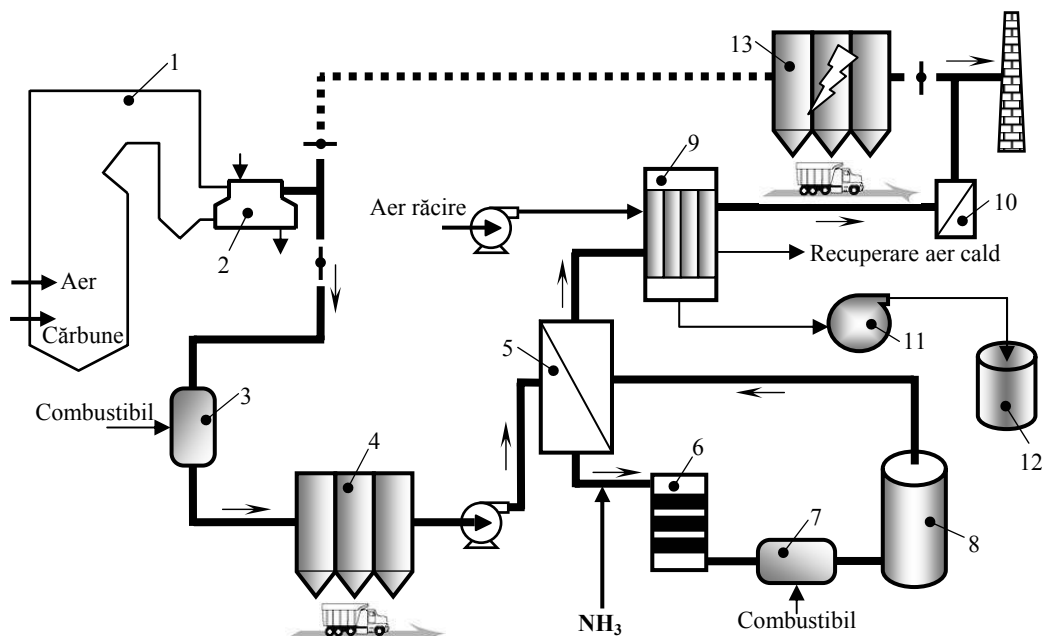 1
13
9
Aer răcire
10
2
Recuperare aer cald
Aer
Cărbune
11
5
3
Combustibil
4
6
12
7
8
Combustibil
NH₃